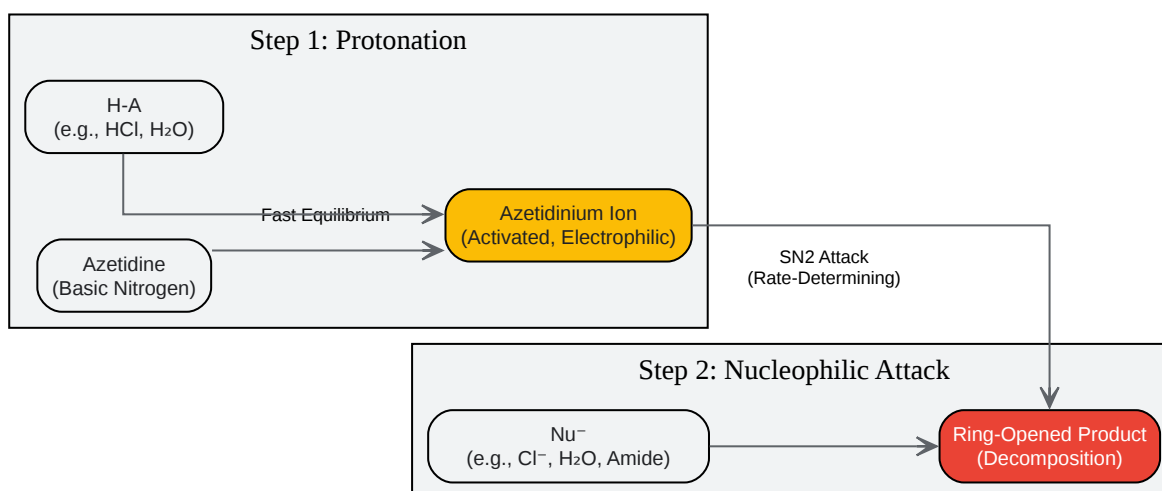 Step 1: Protonation
H-A
(e.g., HCl, H₂O)
Fast Equilibrium
Azetidinium Ion
(Activated, Electrophilic)
Azetidine
(Basic Nitrogen)
SN2 Attack
(Rate-Determining)
Step 2: Nucleophilic Attack
Nu⁻
(e.g., Cl⁻, H₂O, Amide)
Ring-Opened Product
(Decomposition)